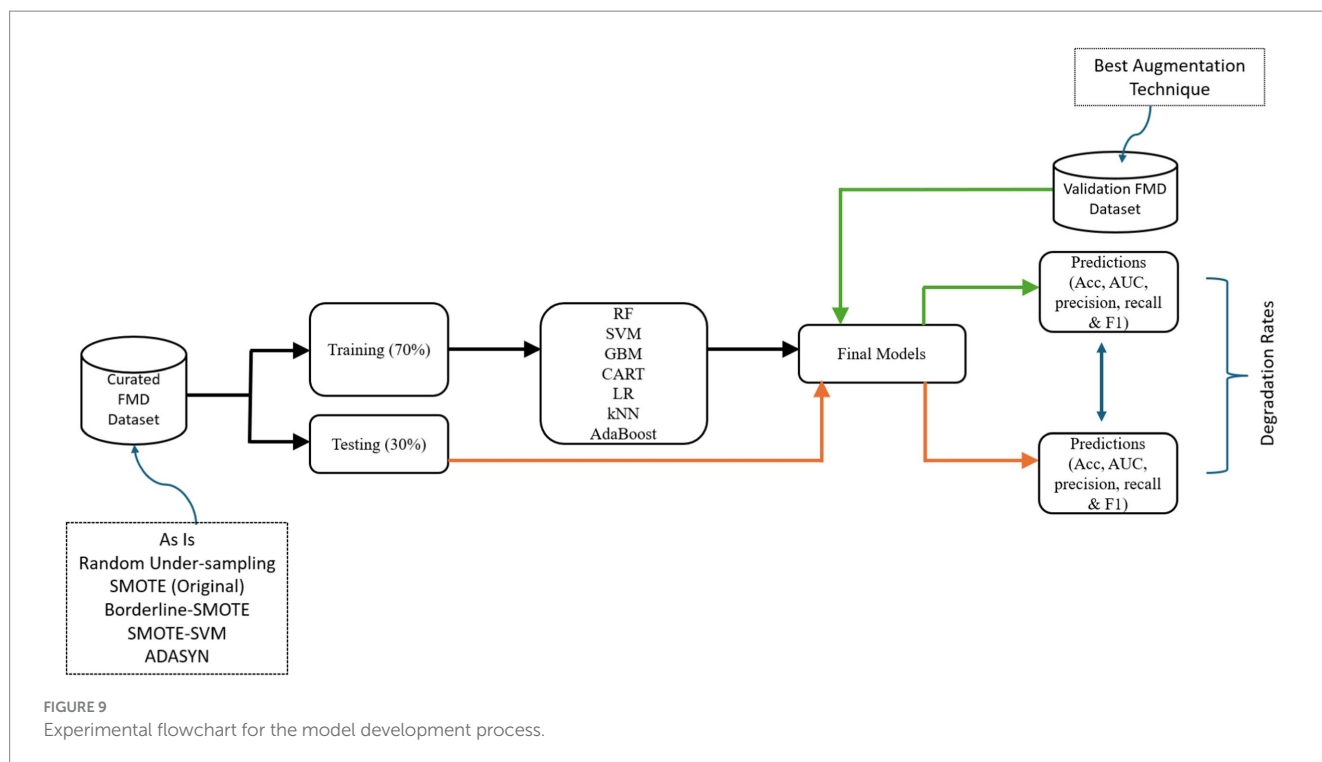 Best Augmentation
Technique
Validation FMD
Dataset
Curated
FMD
Dataset
As Is
Random Under-sampling
SMOTE (Original)
Borderline-SMOTE
SMOTE-SVM
ADASYN
Training (70%)
Testing (30%)
RF
SVM
GBM
CART
LR
kNN
AdaBoost
Final Models
Predictions
(Acc, AUC,
precision, recall
& F1)
Predictions
(Acc, AUC,
precision, recall
& F1)
Degradation Rates
FIGURE 9
Experimental flowchart for the model development process.